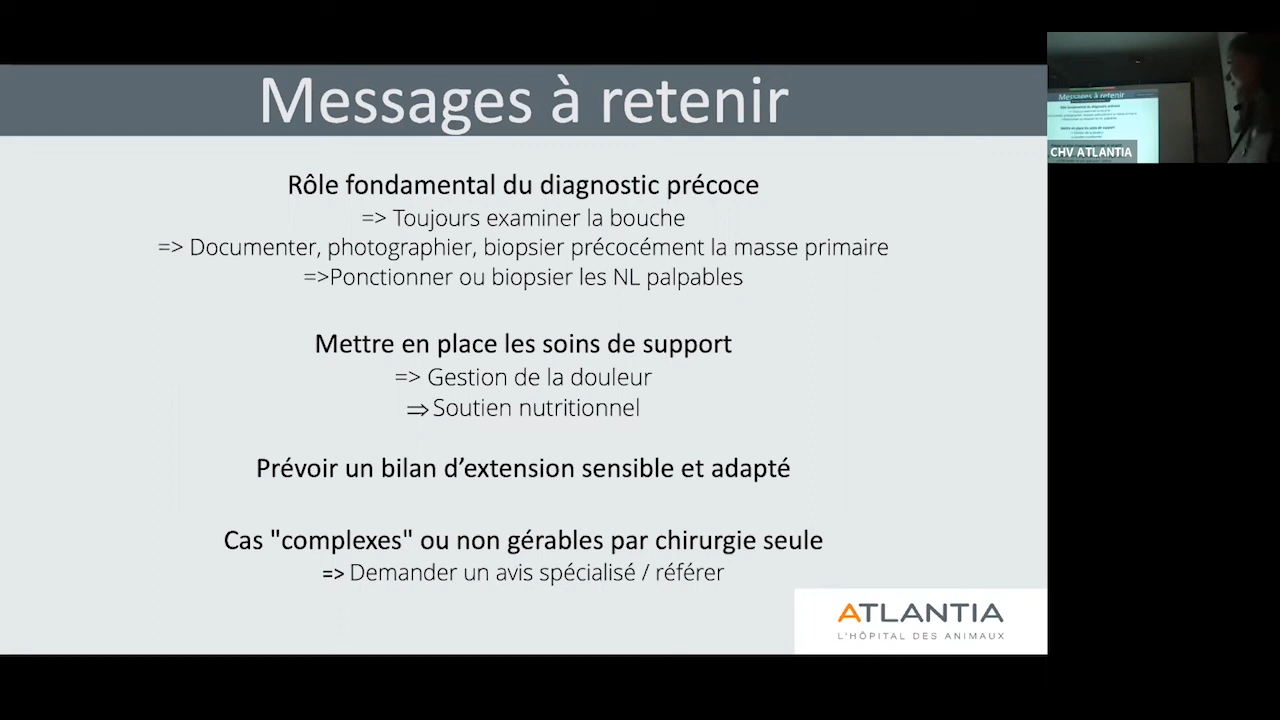 Messages à retenir
Rôle fondamental du diagnostic précoce
=> Toujours examiner la bouche
=> Documenter, photographier, biopsier précocément la masse primaire
=>Ponctionner ou biopsier les NL palpables
Mettre en place les soins de support
=> Gestion de la douleur
⇒ Soutien nutritionnel
Prévoir un bilan d’extension sensible et adapté
Cas "complexes" ou non gérables par chirurgie seule
=> Demander un avis spécialisé / référer
ATLANTIA
L'HÔPITAL DES ANIMAUX
Messages à retenir
CHV ATLANTIA